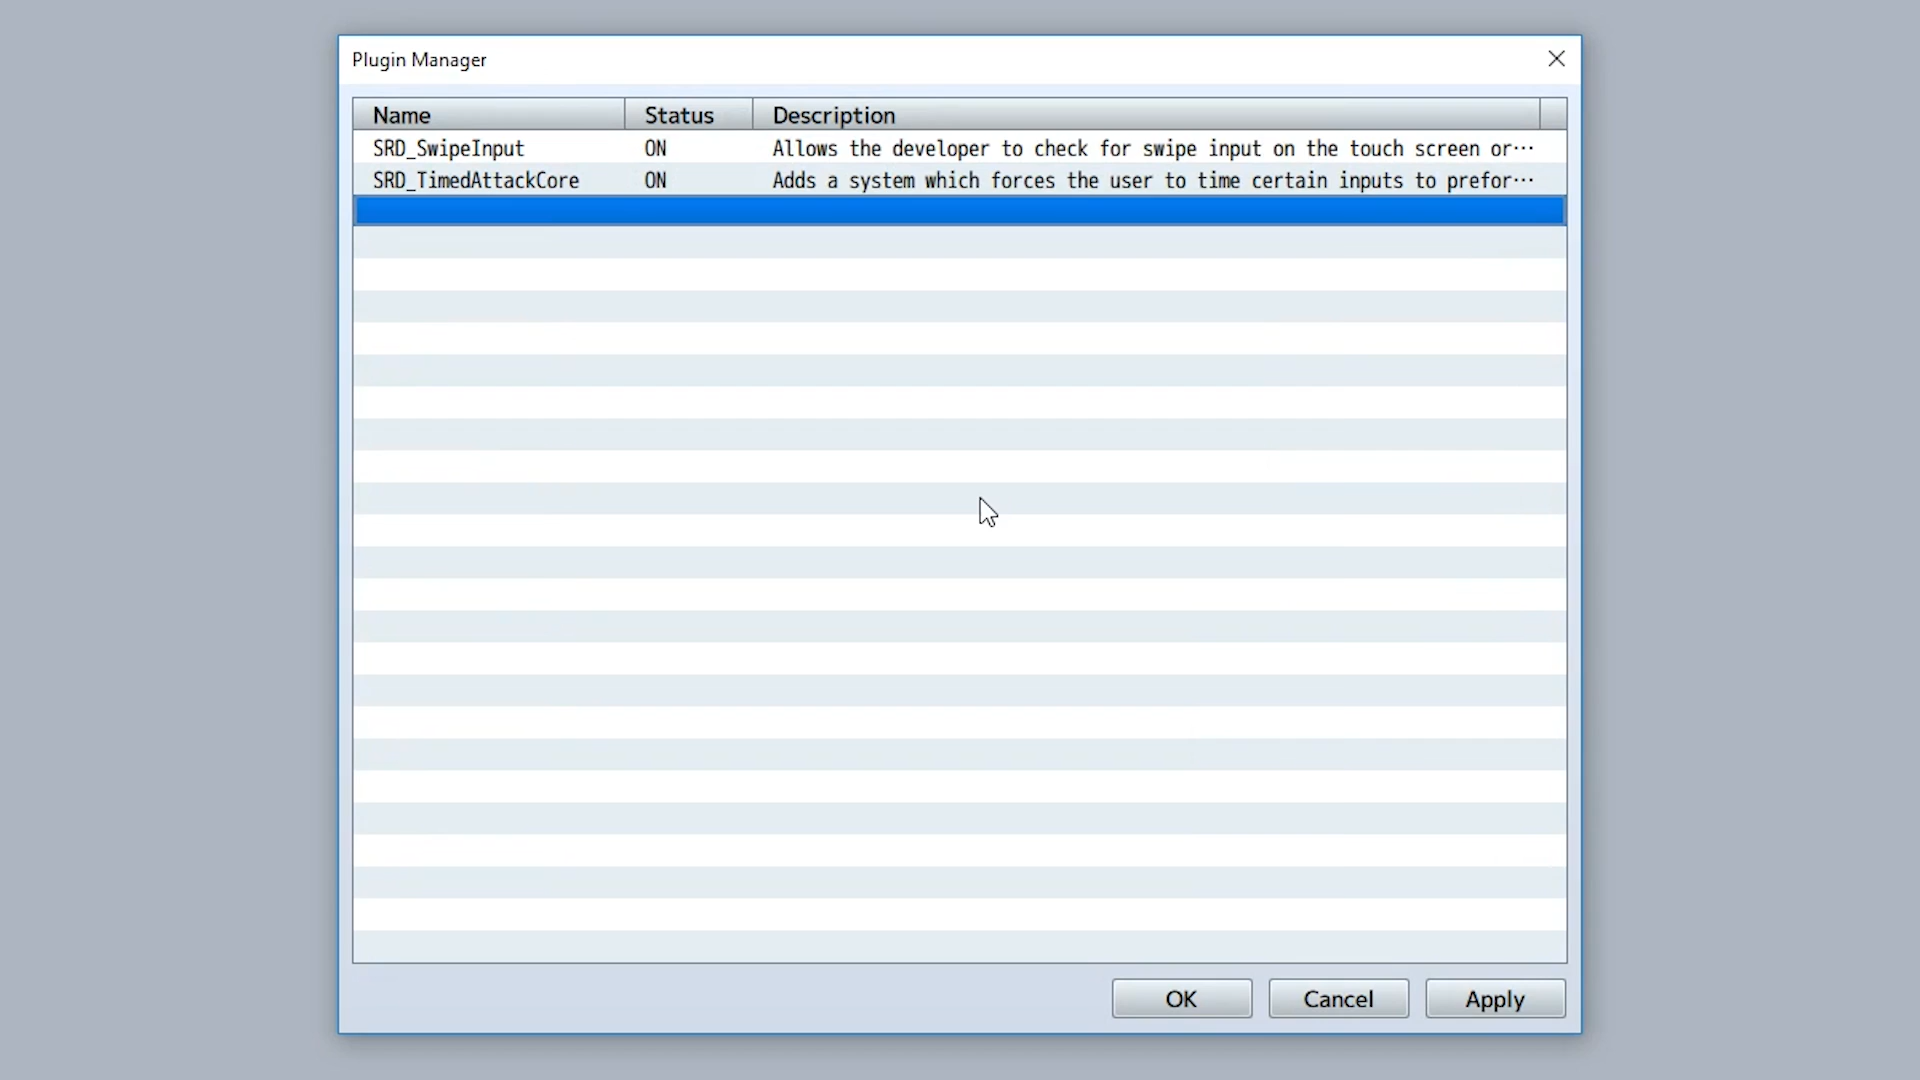 Plugin Manager
Name Status Description
SRD_SwipeInput ON Allows the developer to check for swipe input on the touch screen or···
SRD_TimedAttackCore ON Adds a system which forces the user to time certain inputs to prefor···
OK Cancel Apply